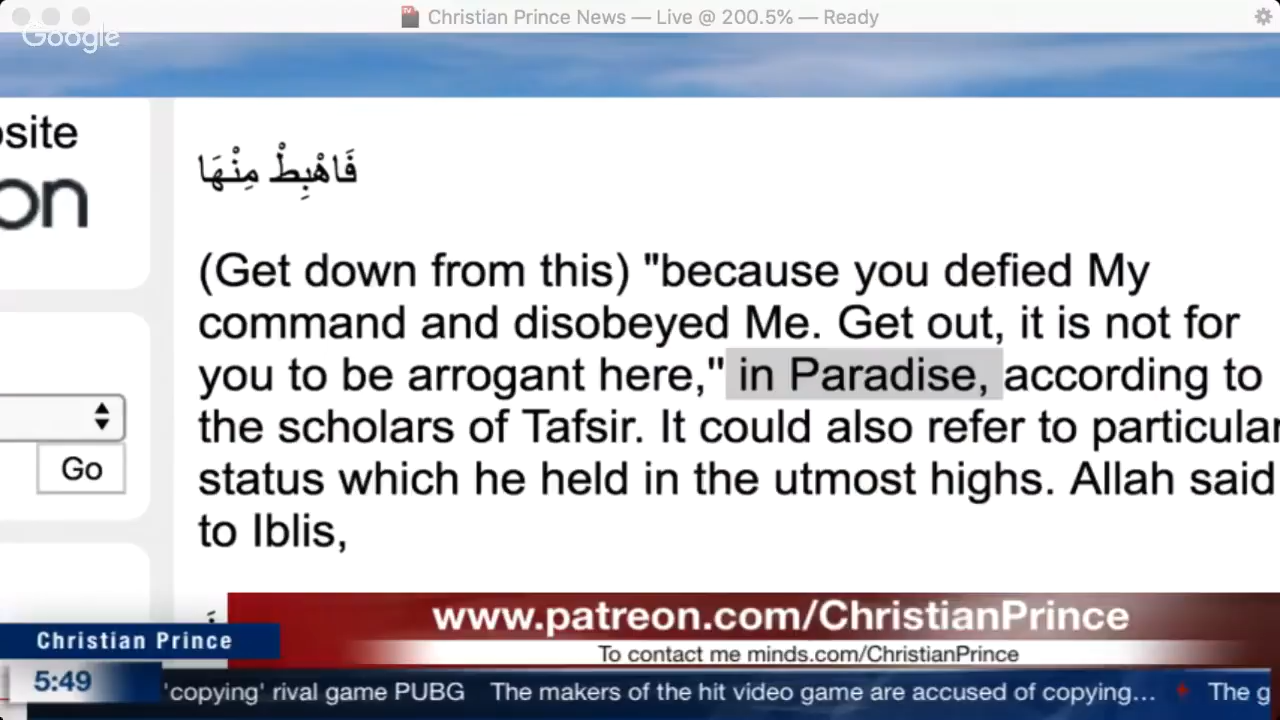 Christian Prince News — Live @ 200.5% — Ready
Google
فَاهْبِطْ مِنْهَا
(Get down from this) "because you defied My
command and disobeyed Me. Get out, it is not for
you to be arrogant here," in Paradise, according to
the scholars of Tafsir. It could also refer to particular
status which he held in the utmost highs. Allah said
to Iblis,
osite
on
Go
www.patreon.com/ChristianPrince
To contact me minds.com/ChristianPrince
Christian Prince
5:49
'copying' rival game PUBG The makers of the hit video game are accused of copying... The g